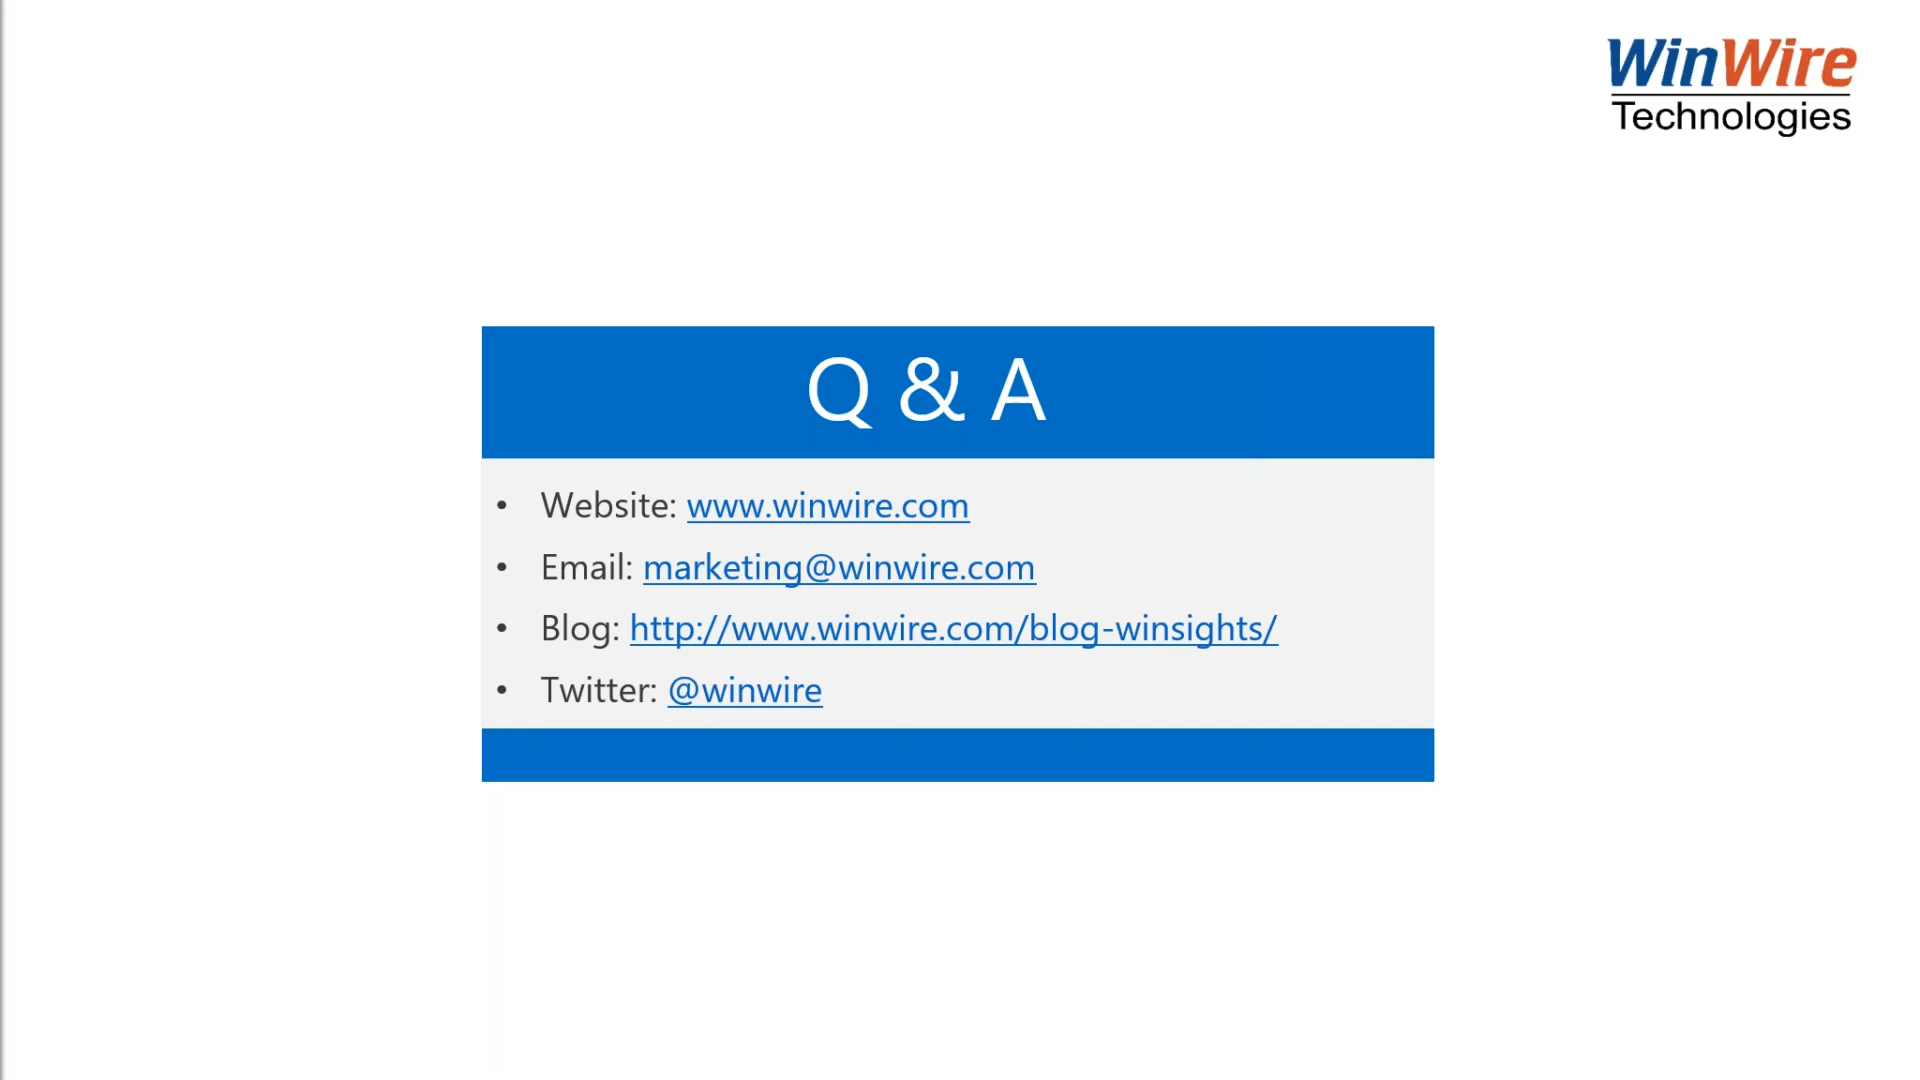 WinWire
Technologies
Q & A
• Website: www.winwire.com
• Email: marketing@winwire.com
• Blog: http://www.winwire.com/blog-winsights/
• Twitter: @winwire